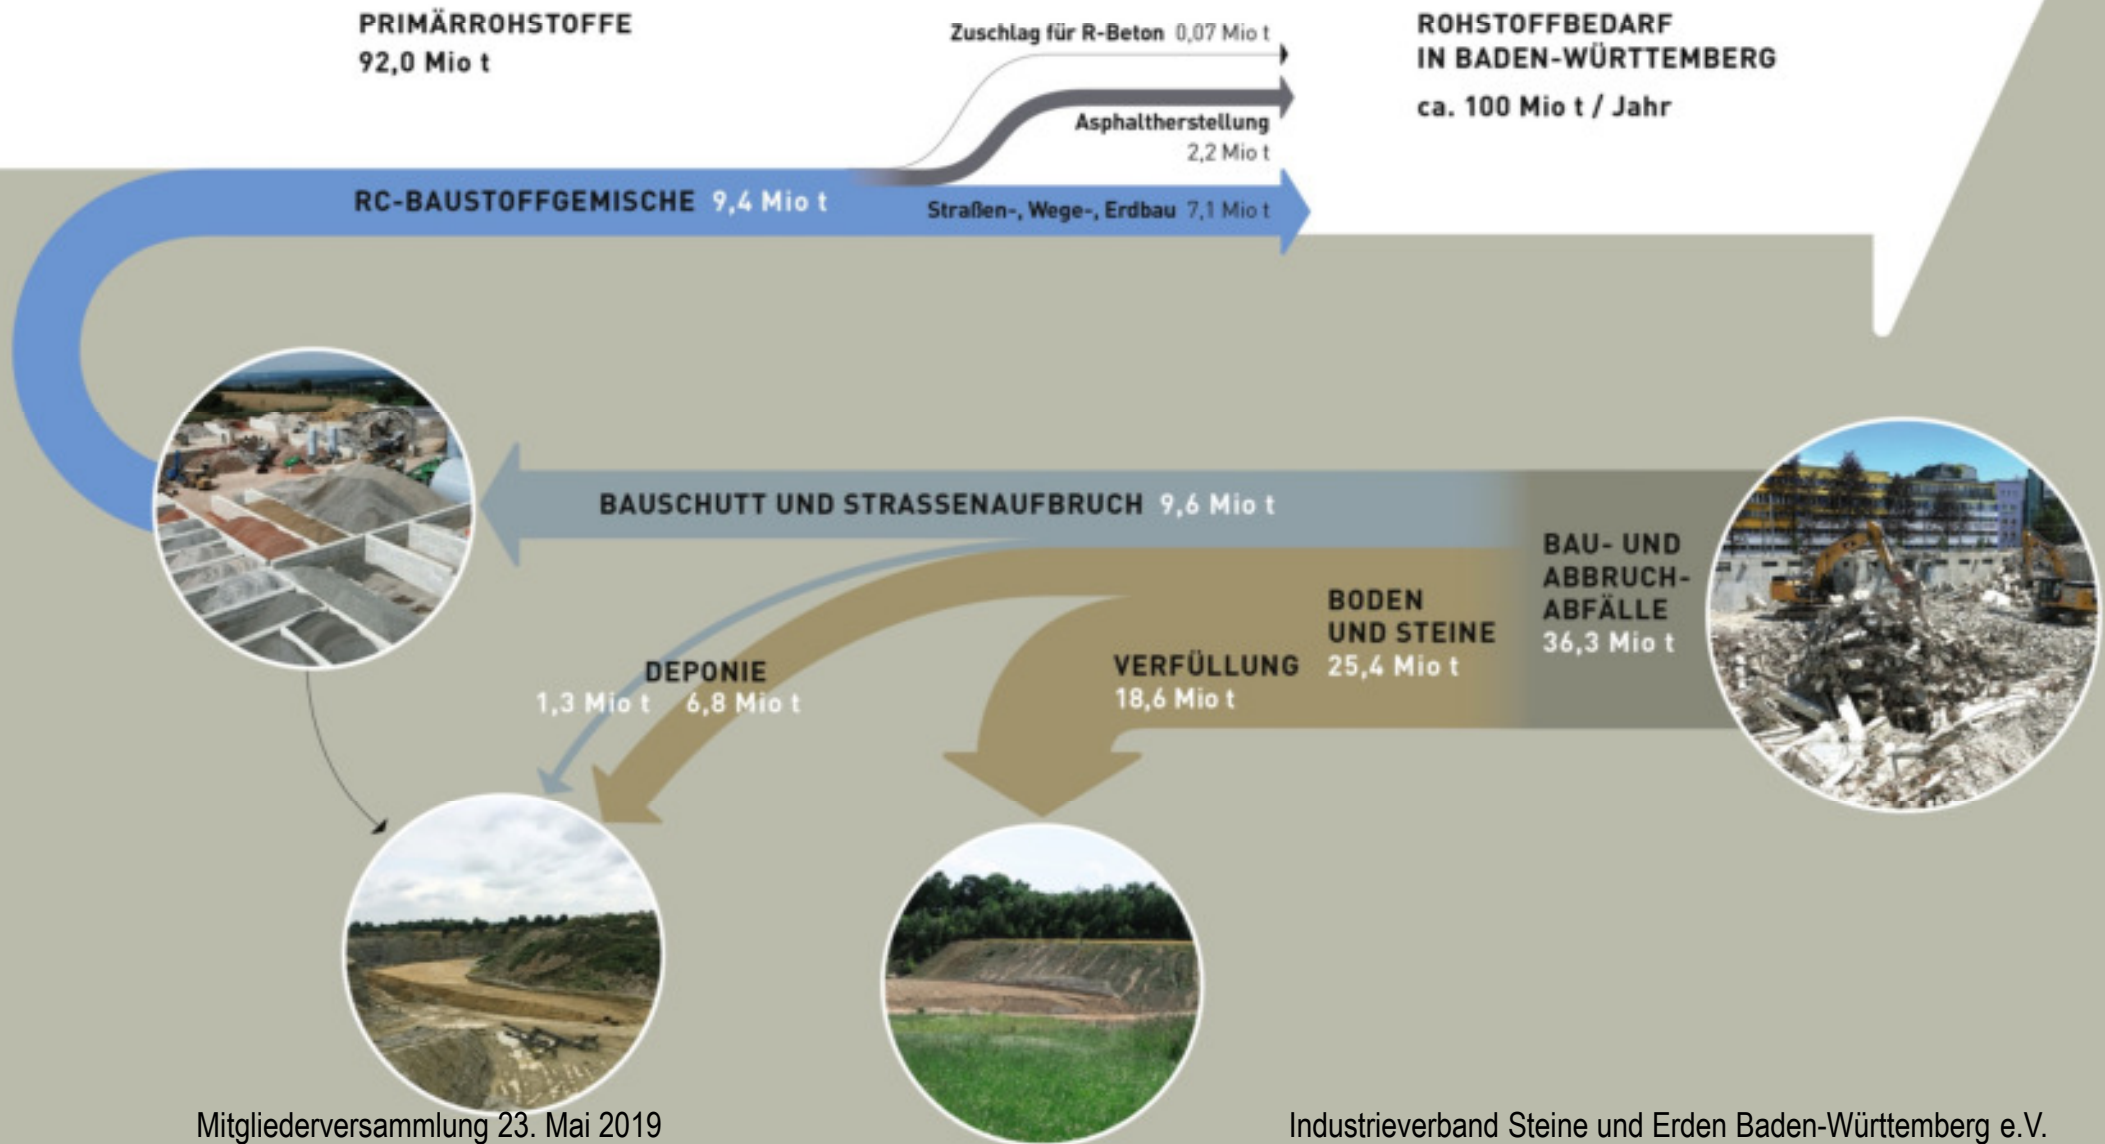 PRIMÄRROHSTOFFE
92,0 Mio t
Zuschlag für R-Beton 0,07 Mio t
Asphaltherstellung
2,2 Mio t
ROHSTOFFBEDARF
IN BADEN-WÜRTTEMBERG
ca. 100 Mio t / Jahr
RC-BAUSTOFFGEMISCHE 9,4 Mio t
Straßen-, Wege-, Erdbau 7,1 Mio t
BAUSCHUTT UND STRASSENAUFBRUCH 9,6 Mio t
BAU- UND
ABBRUCH-
ABFÄLLE
36,3 Mio t
BODEN
UND STEINE
25,4 Mio t
VERFÜLLUNG
18,6 Mio t
DEPONIE
1,3 Mio t 6,8 Mio t
Mitgliederversammlung 23. Mai 2019
Industrieverband Steine und Erden Baden-Württemberg e.V.